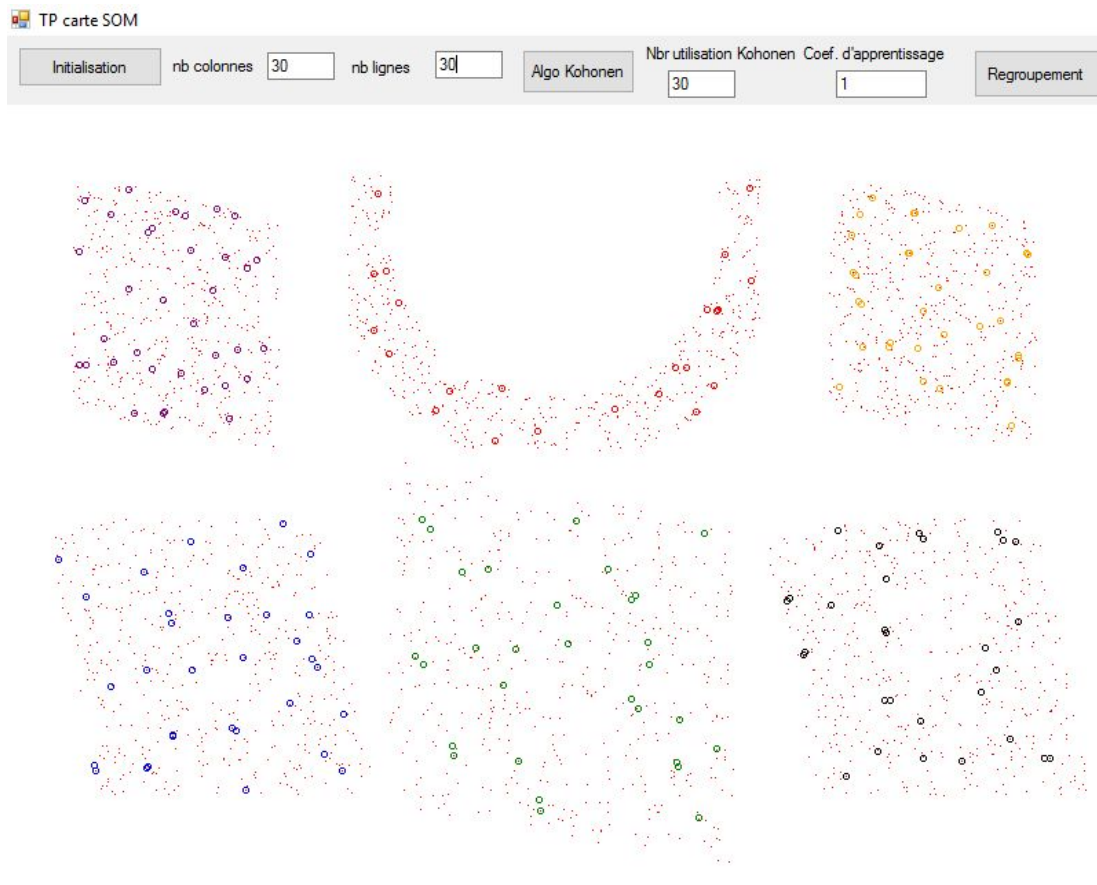 TP carte SOM
Nbr utilisation Kohonen Coef. d'apprentissage
Initialisation nb colonnes 30 nb lignes 30 Algo Kohonen 30 1 Regroupement